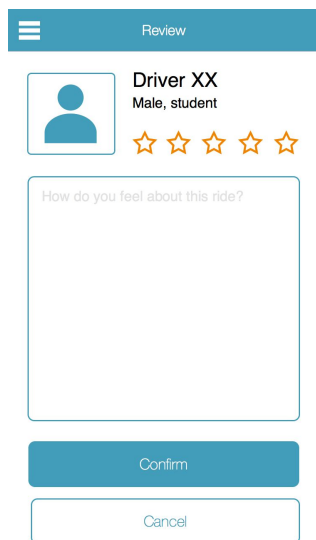 Review
Driver XX
Male, student
How do you feel about this ride?
Confirm
Cancel